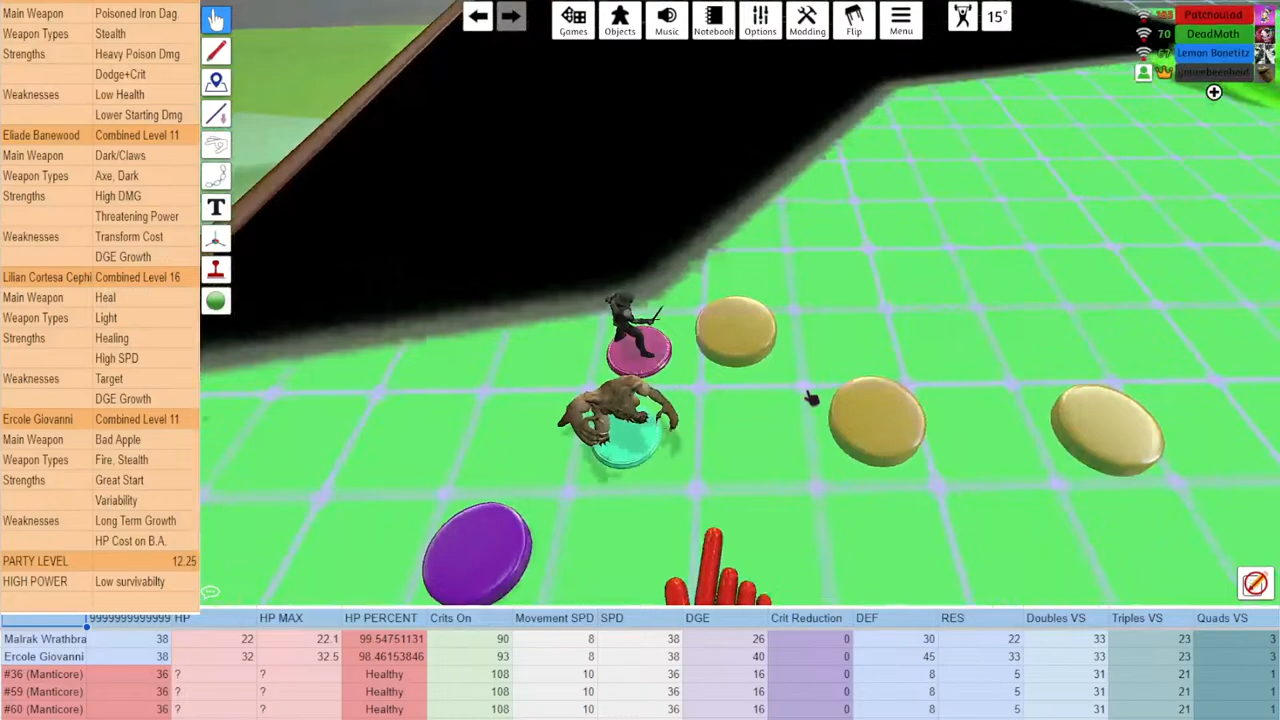 Main Weapon Poisoned Iron Dag.
Weapon Types Stealth
Strengths Heavy Poison Dmg
Dodge+Crit
Weaknesses Low Health
Lower Starting Dmg
Eliade Banewood Combined Level 11
Main Weapon Dark/Claws
Weapon Types Axe, Dark
Strengths High DMG
Threatening Power
Weaknesses Transform Cost
DGE Growth
Lilian Cortesa Cephi Combined Level 16
Main Weapon Heal
Weapon Types Light
Strengths Healing
High SPD
Weaknesses Target
DGE Growth
Ercole Giovanni Combined Level 11
Main Weapon Bad Apple
Weapon Types Fire, Stealth
Strengths Great Start
Variability
Weaknesses Long Term Growth
HP Cost on B.A.
PARTY LEVEL 12.25
HIGH POWER Low survivabilty
T
Games Objects Music Notebook Options Modding Flip Menu 15°
Patchoulad
70 DeadMoth
67 Lemon Bonetitz
9999999999999 HP HP MAX HP PERCENT Crits On Movement SPD SPD DGE Crit Reduction DEF RES Doubles VS Triples VS Quads VS
Malrak Wrathbra 38 22 22.1 99.54751131 90 8 38 26 0 30 22 33 23 3
Ercole Giovanni 38 32 32.5 98.46153846 93 8 38 40 0 45 33 33 23 3
#36 (Manticore) 36 ? ? Healthy 108 10 36 16 0 8 5 31 21 1
#59 (Manticore) 36 ? ? Healthy 108 10 36 16 0 8 5 31 21 1
#60 (Manticore) 36 ? ? Healthy 108 10 36 16 0 8 5 31 21 1